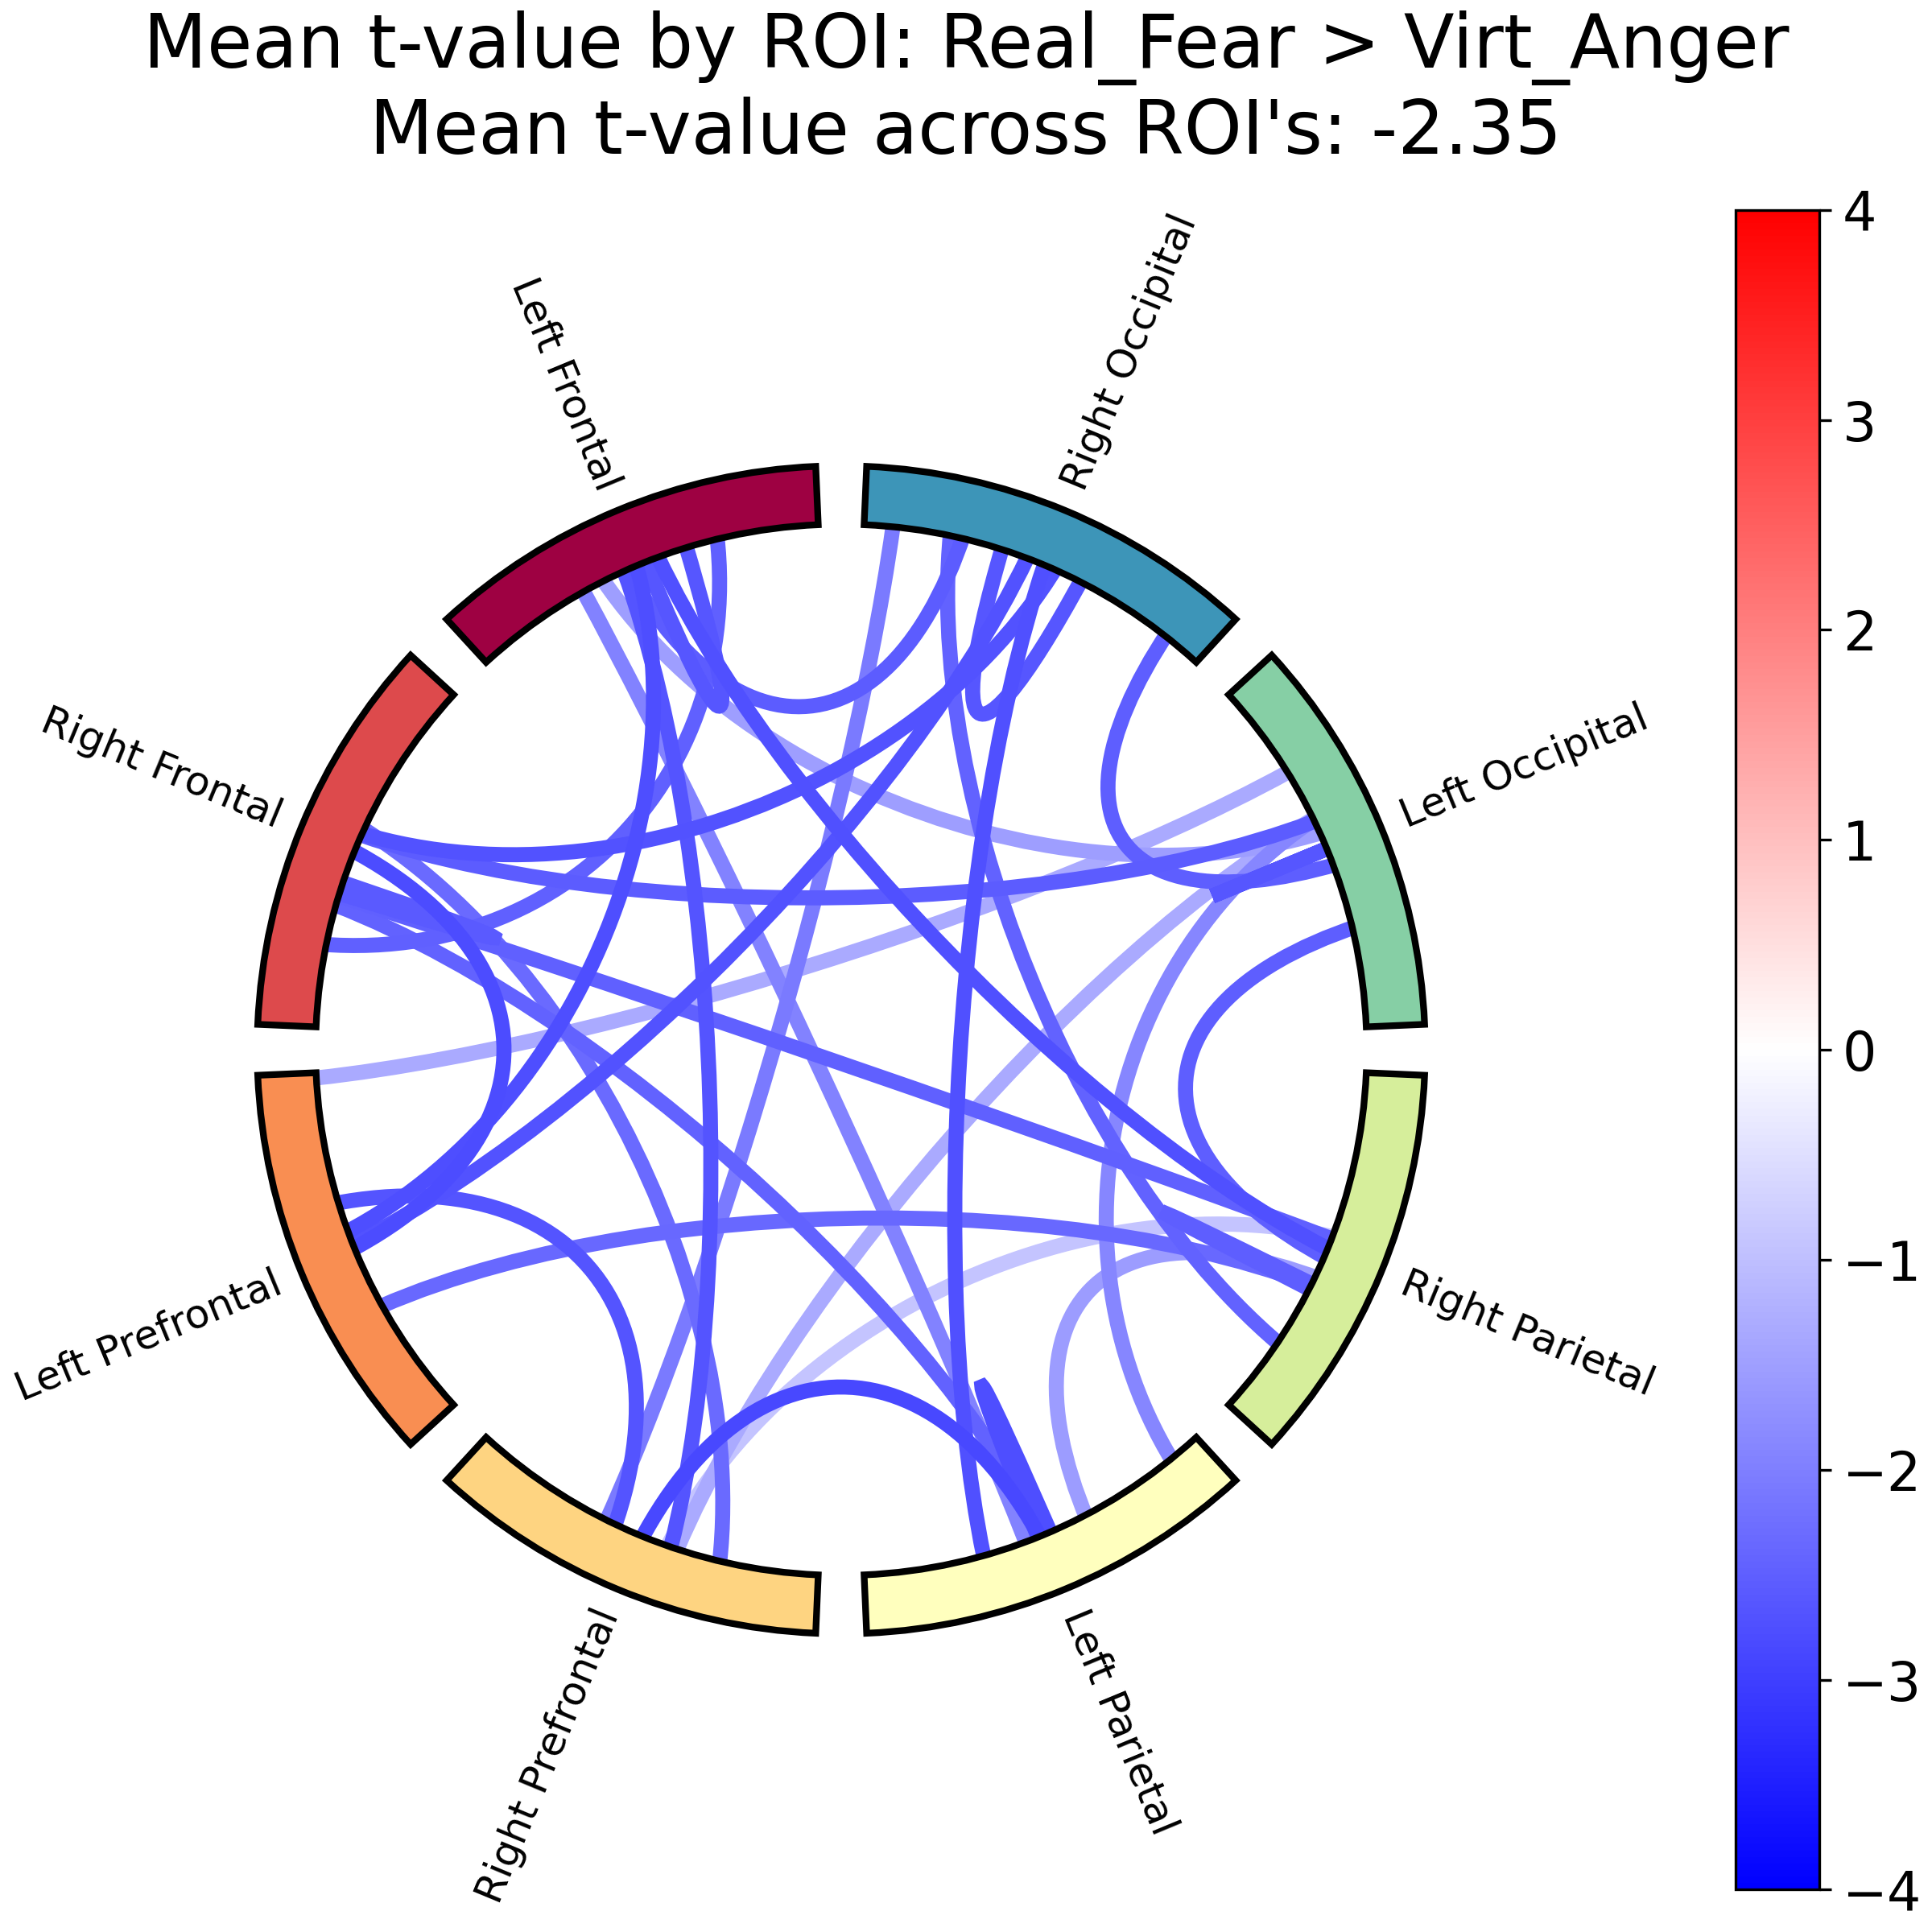 Mean t-value by ROI: Real_Fear > Virt_Anger
Mean t-value across ROI's: -2.35
Left Frontal
Right Occipital
Right Frontal
Left Occipital
Left Prefrontal
Right Parietal
Right Prefrontal
Left Parietal
4
3
2
1
0
−1
−2
−3
−4